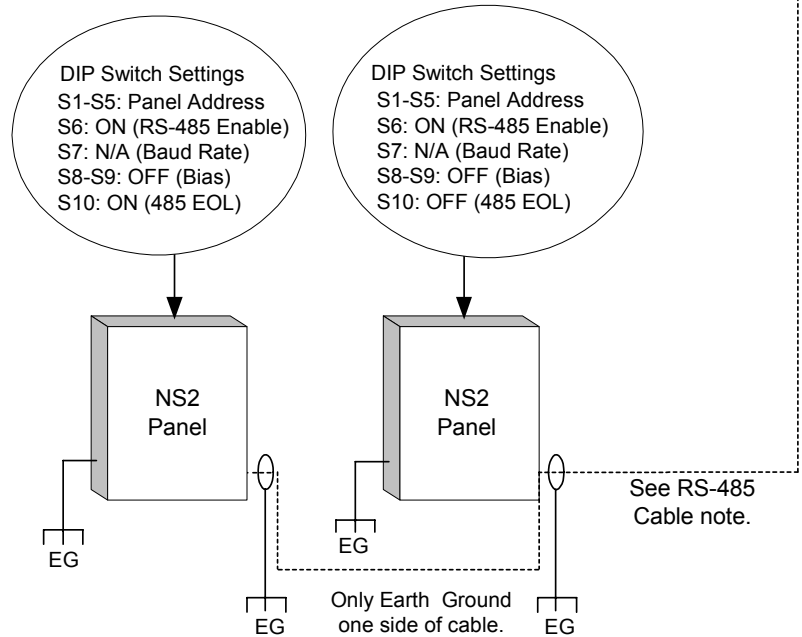 DIP Switch Settings
S1-S5: Panel Address
S6: ON (RS-485 Enable)
S7: N/A (Baud Rate)
S8-S9: OFF (Bias)
S10: ON (485 EOL)
DIP Switch Settings
S1-S5: Panel Address
S6: ON (RS-485 Enable)
S7: N/A (Baud Rate)
S8-S9: OFF (Bias)
S10: OFF (485 EOL)
NS2
Panel
NS2
Panel
See RS-485
Cable note.
EG
EG
EG
Only Earth Ground
one side of cable.
EG